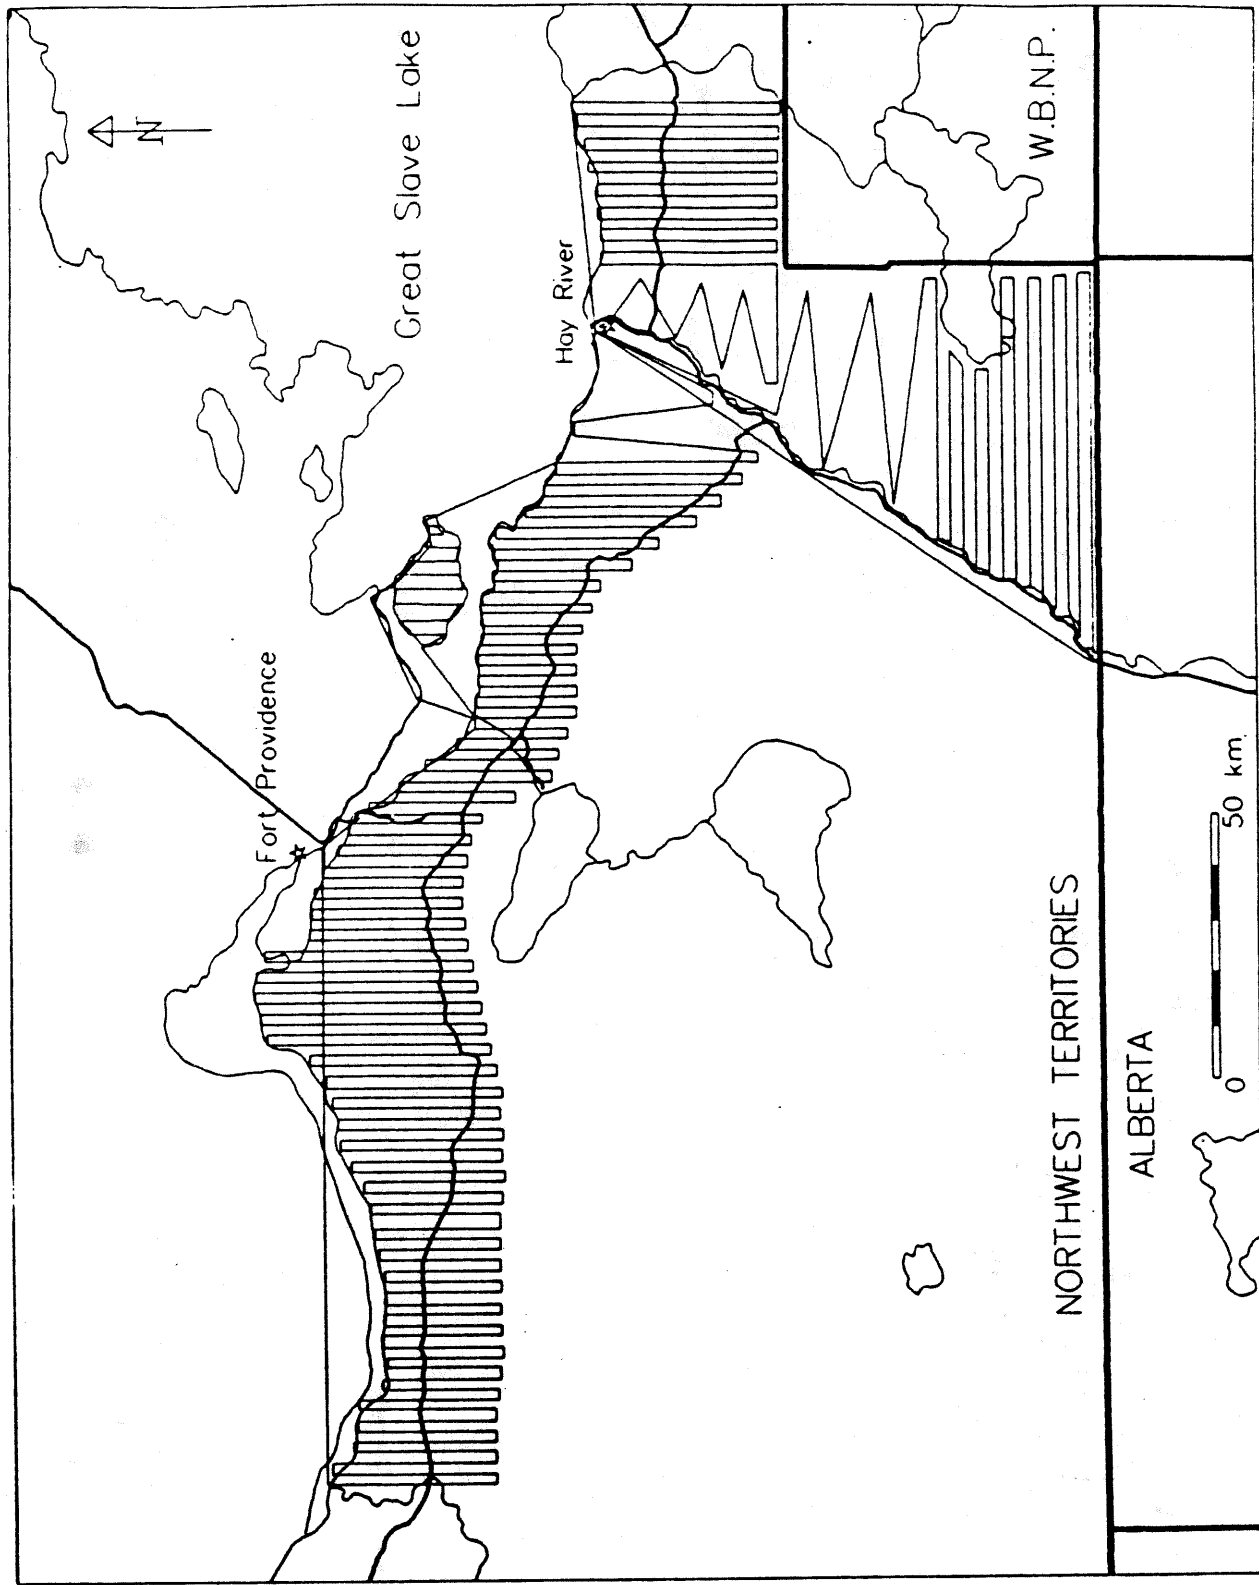 N
Great Slave Lake
Hay River
Fort Providence
W.B.N.P.
NORTHWEST TERRITORIES
ALBERTA
0
50 km.